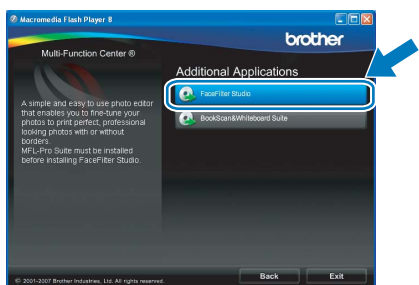 Macromedia Flash Player 8
brother
Multi-Function Center ®
Additional Applications
FaceFilter Studio
BookScan&Whiteboard Suite
A simple and easy to use photo editor
that enables you to fine-tune your
photos to print perfect, professional
looking photos with or without
borders.
MFL-Pro Suite must be installed
before installing FaceFilter Studio.
© 2001-2007 Brother Industries, Ltd. All rights reserved.
Back
Exit